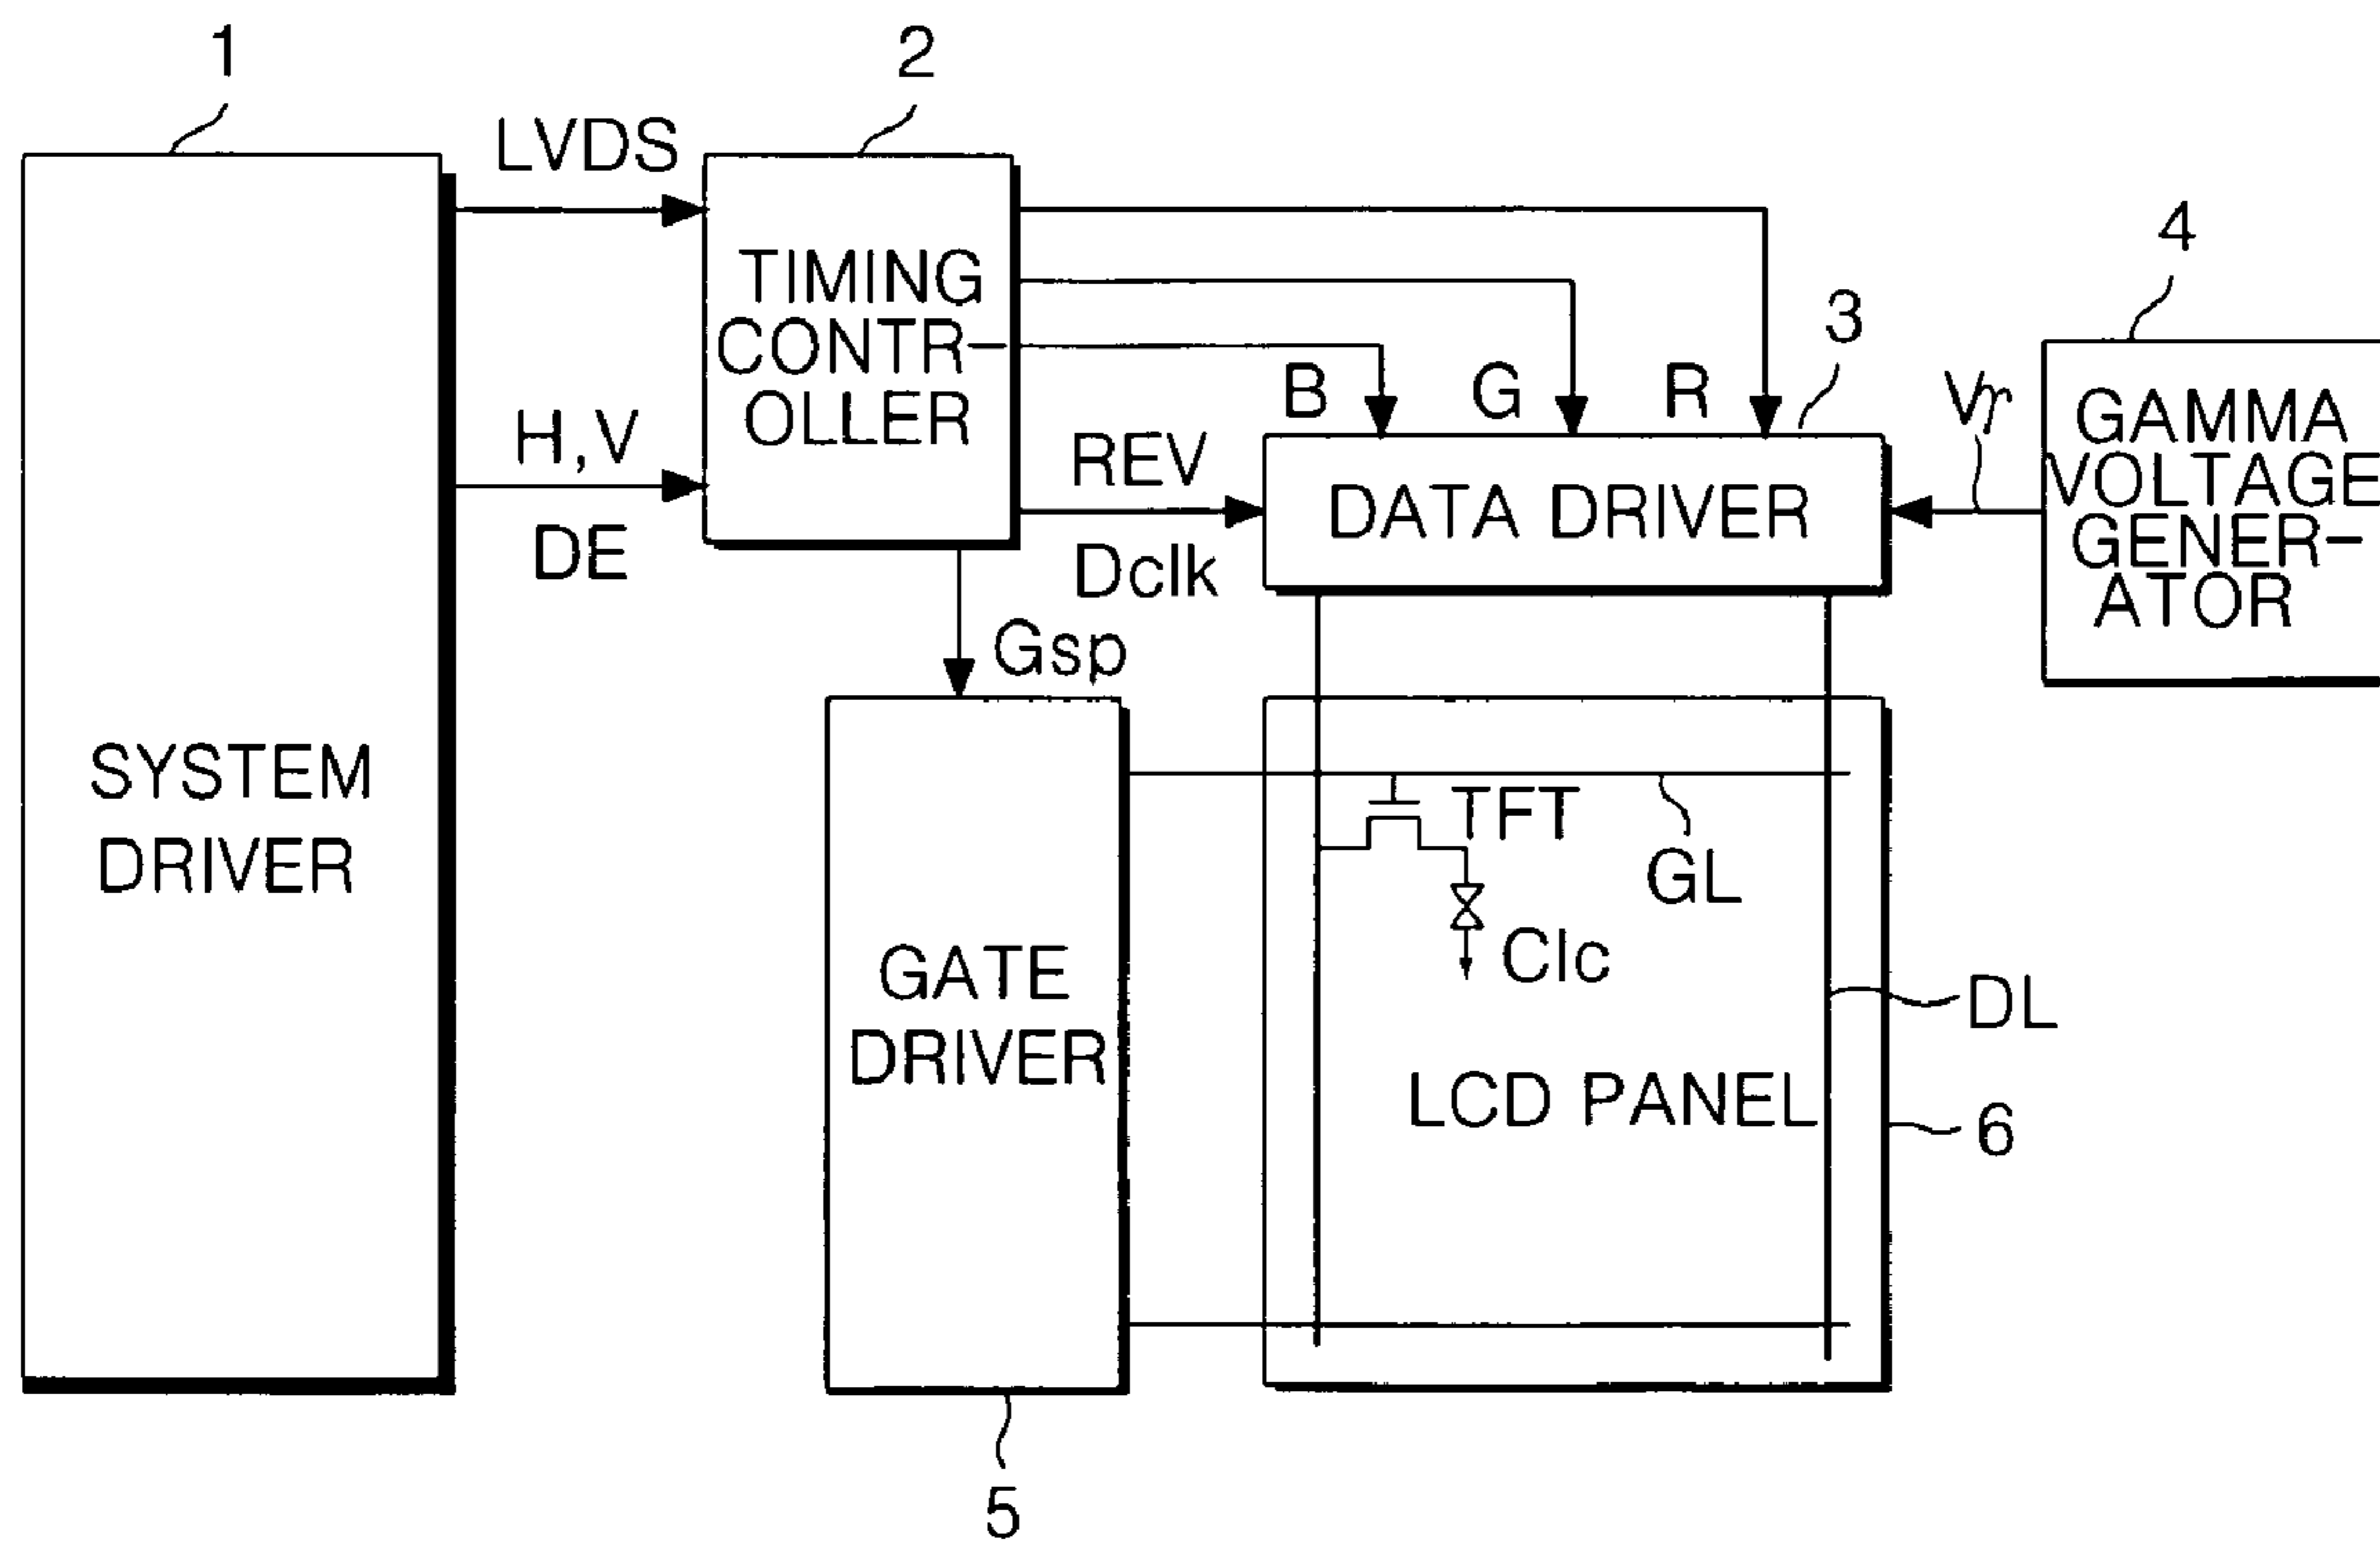 1
2
LVDS
4
TIMING
CONTR-
OLLER
3
B
G
R
Vγ
GAMMA
VOLTAGE
GENER-
ATOR
H,V
DE
REV
Dclk
DATA DRIVER
Gsp
SYSTEM
DRIVER
TFT
GL
Clc
GATE
DRIVER
DL
LCD PANEL
6
5